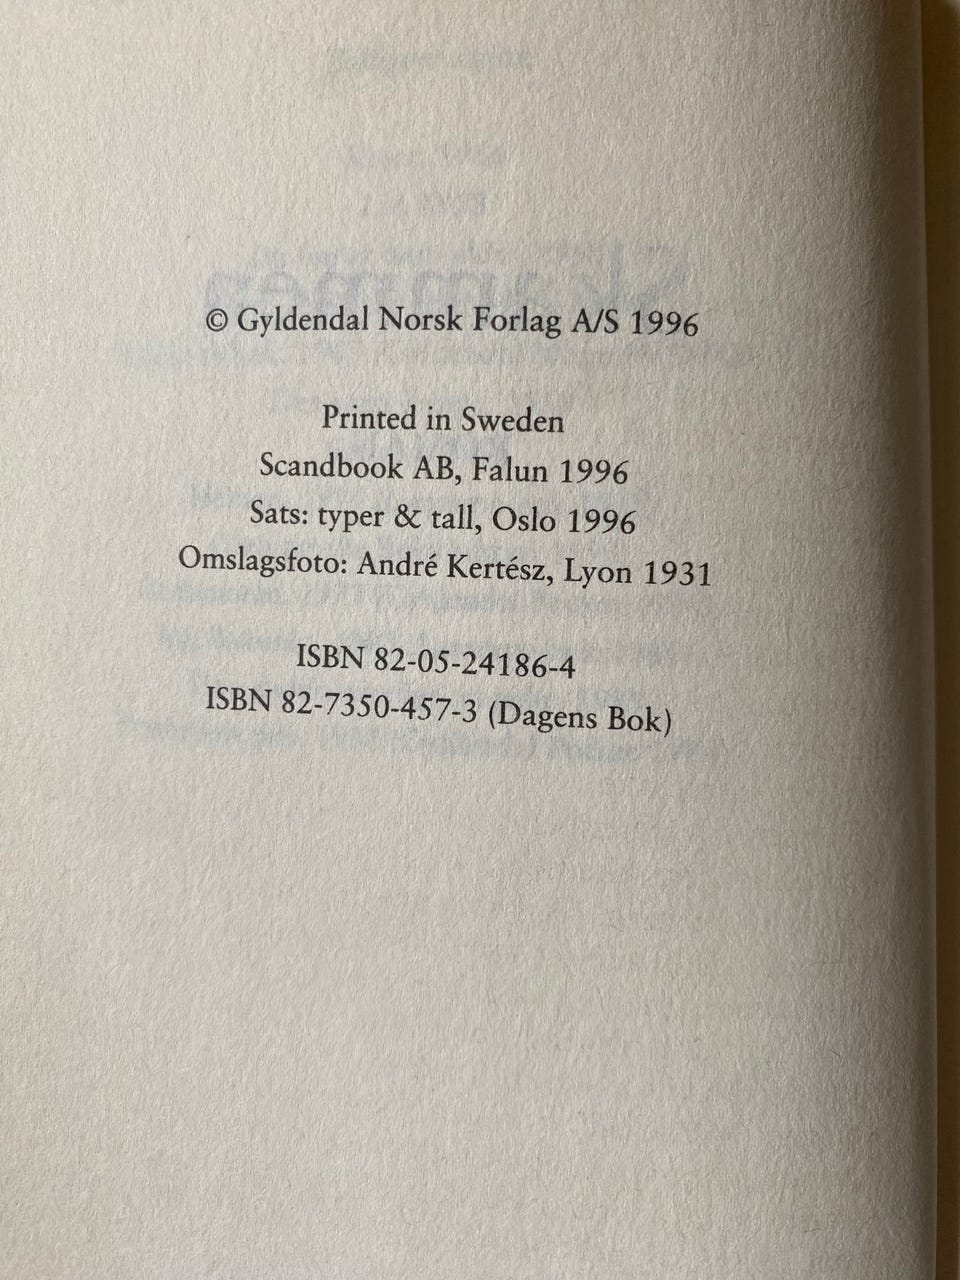 © Gyldendal Norsk Forlag A/S 1996
Printed in Sweden
Scandbook AB, Falun 1996
Sats: typer & tall, Oslo 1996
Omslagsfoto: André Kertész, Lyon 1931
ISBN 82-05-24186-4
ISBN 82-7350-457-3 (Dagens Bok)